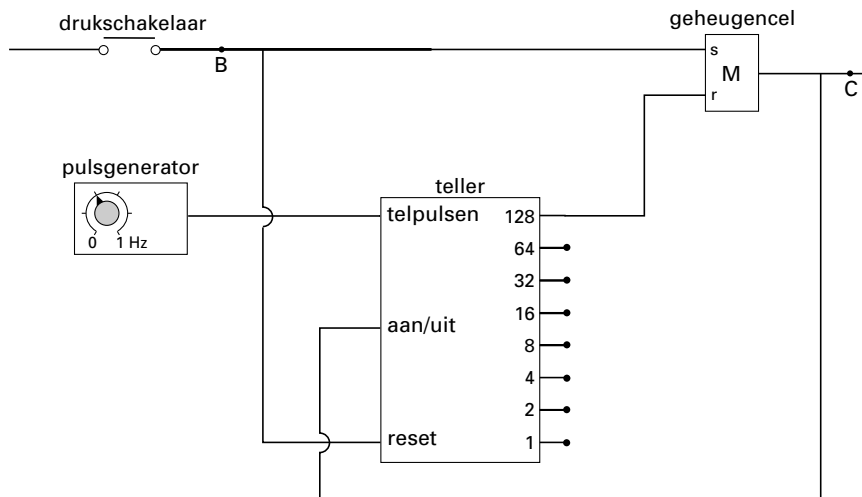 drukschakelaar
geheugencel
B
s
M
r
C
pulsgenerator
0 1 Hz
teller
telpulsen 128
64
32
16
aan/uit
8
4
2
reset 1